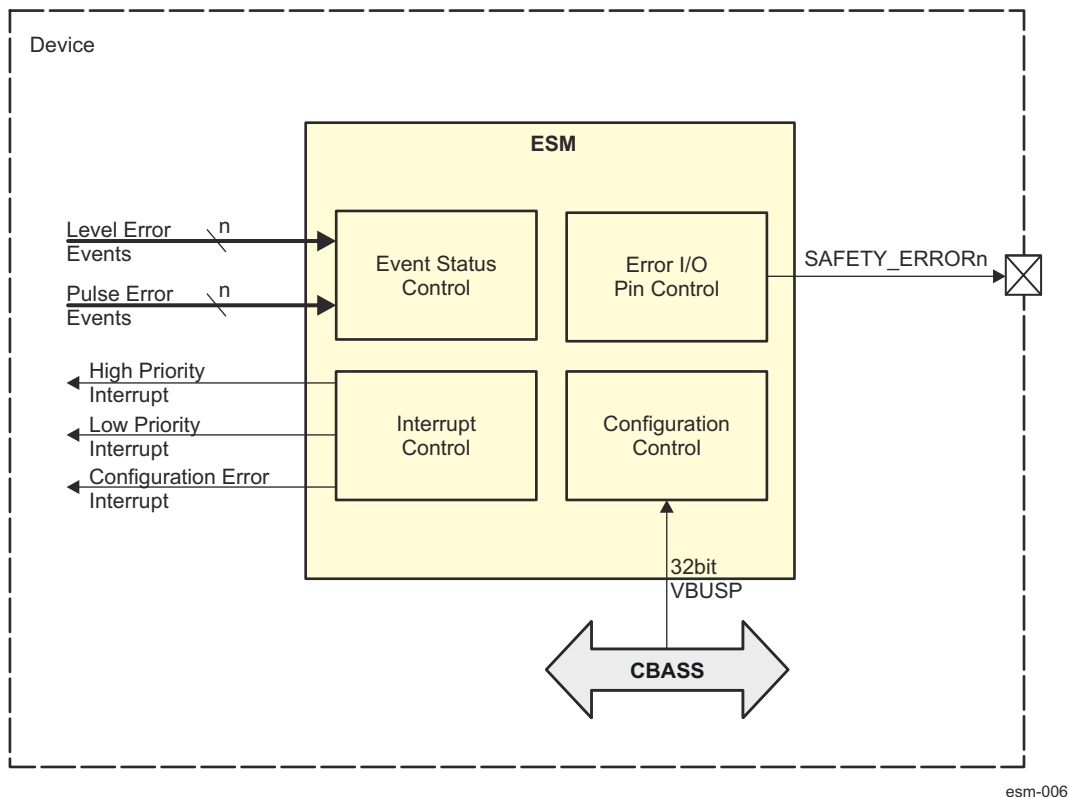 Device
ESM
Level Error
Events
n
Pulse Error
Events
n
Event Status
Control
Error I/O
Pin Control
SAFETY_ERRORn
High Priority
Interrupt
Low Priority
Interrupt
Configuration Error
Interrupt
Interrupt
Control
Configuration
Control
32bit
VBUSP
CBASS
esm-006